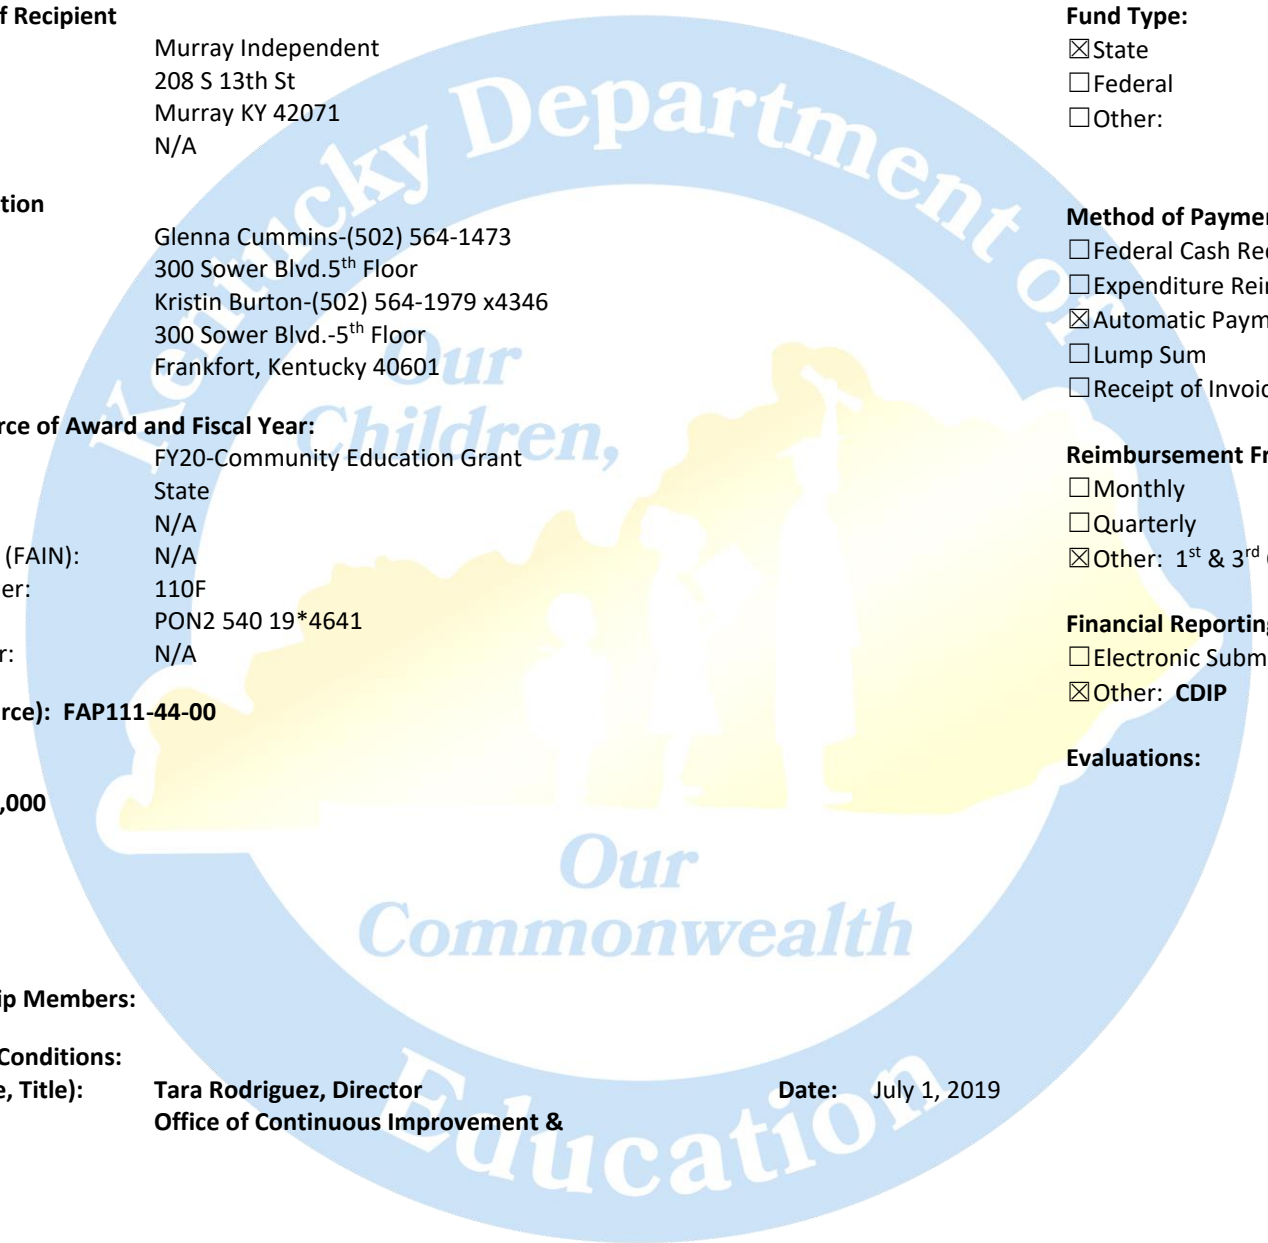 f Recipient
Murray Independent
208 S 13th St
Murray KY 42071
N/A
tion
Glenna Cummins-(502) 564-1473
300 Sower Blvd.5th Floor
Kristin Burton-(502) 564-1979 x4346
300 Sower Blvd.-5th Floor
Frankfort, Kentucky 40601
rce of Award and Fiscal Year:
FY20-Community Education Grant
State
N/A
(FAIN): N/A
er: 110F
PON2 540 19*4641
r: N/A
rce): FAP111-44-00
,000
ip Members:
Conditions:
e, Title): Tara Rodriguez, Director Date: July 1, 2019
Office of Continuous Improvement &
Fund Type:
☒State
☐Federal
☐Other:
Method of Payme
☐Federal Cash Re
☐Expenditure Rei
☒Automatic Paym
☐Lump Sum
☐Receipt of Invoi
Reimbursement Fr
☐Monthly
☐Quarterly
☒Other: 1st & 3rd
Financial Reportin
☐Electronic Subm
☒Other: CDIP
Evaluations:
Kentucky Department of
Education
Our
Children,
Our
Commonwealth